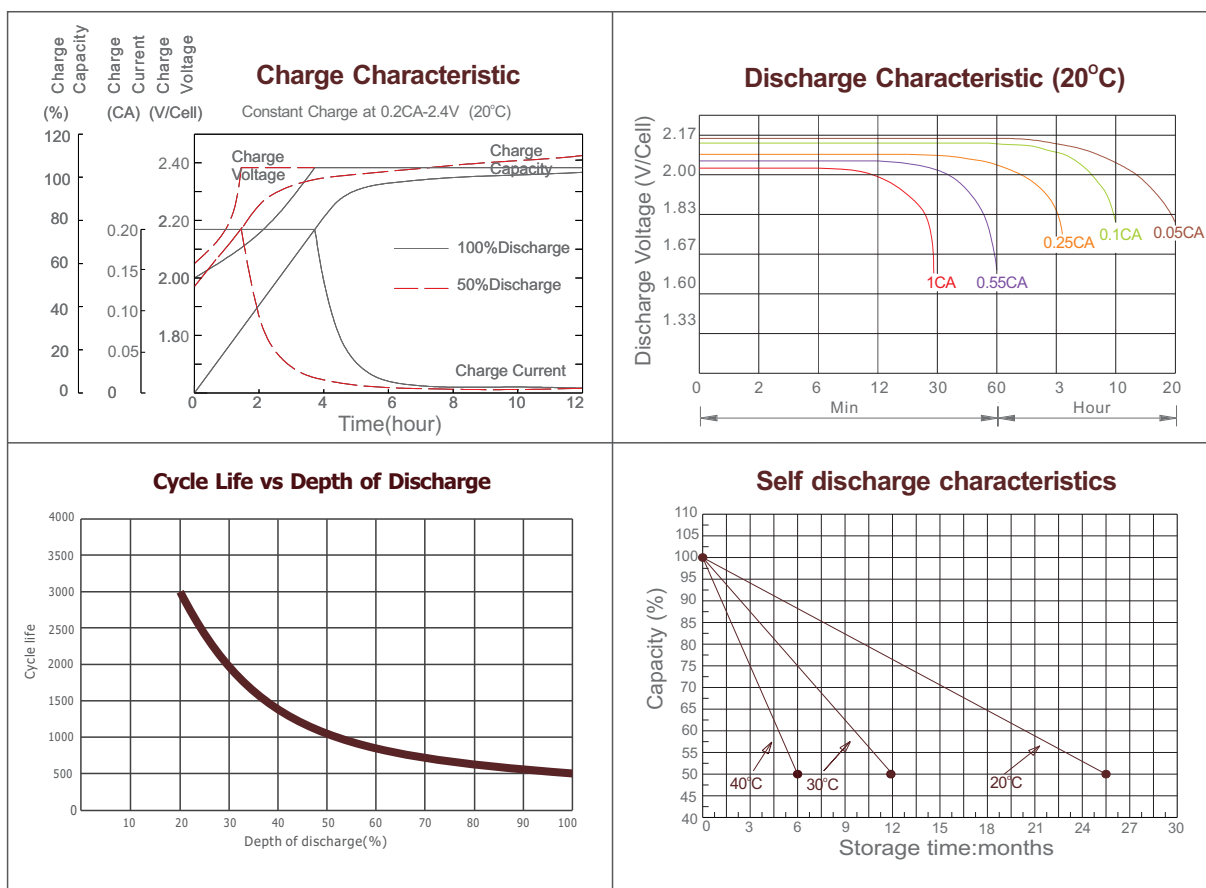 Charge Capacity
Charge Current
Charge Voltage
(%)
(CA)
(V/Cell)
Charge Characteristic
Constant Charge at 0.2CA-2.4V (20°C)
120
100
80
60
40
20
0
0.20
0.15
0.10
0.05
0
2.40
2.20
2.00
1.80
Charge
Voltage
Charge
Capacity
100%Discharge
50%Discharge
Charge Current
0 2 4 6 8 10 12
Time(hour)
Discharge Characteristic (20°C)
Discharge Voltage (V/Cell)
2.17
2.00
1.83
1.67
1.60
1.33
1CA
0.55CA
0.25CA
0.1CA
0.05CA
0 2 6 12 30 60 3 10 20
Min Hour
Cycle Life vs Depth of Discharge
Cycle life
4000
3500
3000
2500
2000
1500
1000
500
0
10 20 30 40 50 60 70 80 90 100
Depth of discharge(%)
Self discharge characteristics
Capacity (%)
110
100
95
90
80
75
70
65
60
55
50
45
40
40°C
30°C
20°C
0 3 6 9 12 15 18 21 24 27 30
Storage time:months